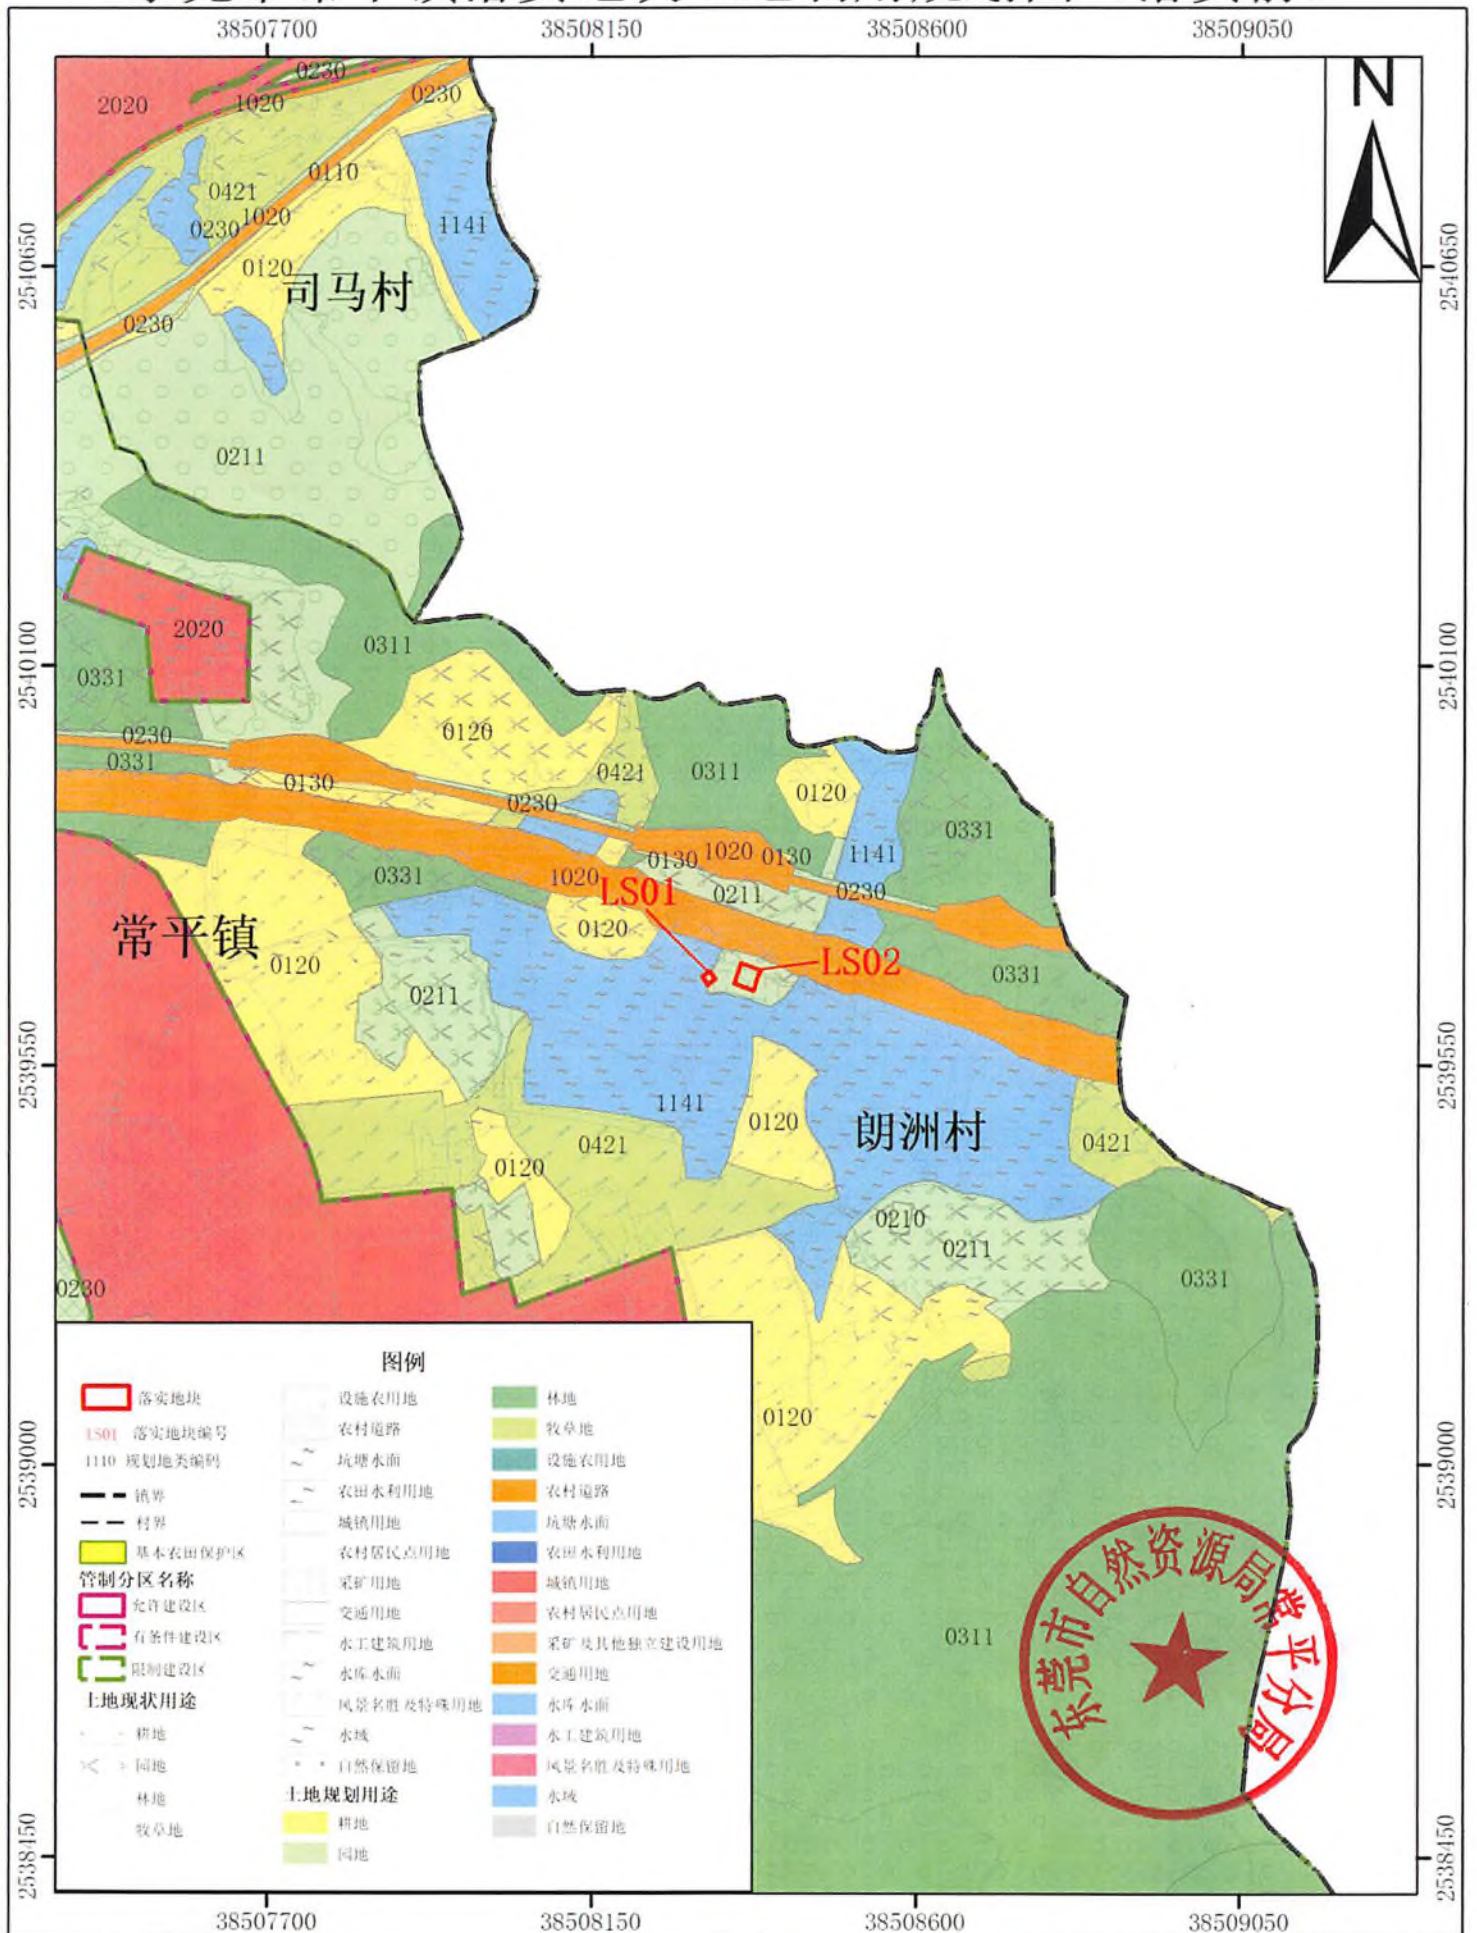 38507700 38508150 38508600 39509050
N
2540650
2540100
2539550
2539000
2538450
2540650
2540100
2539550
2539000
2538450
0230
2020
1020
0230
0110
0421
1020
0230
1141
0120
司马村
0230
0211
2020
0311
0331
0230
0331
0120
0421
0311
0120
0130
0230
0331
0130 1020 0130
1141
0331
1020
0211
0230
LS01
0120
常平镇
LS02
0120
0211
0331
1141
0120
朗洲村
0421
0421
0120
0210
0211
0331
0230
0120
0311
图例
落实地块
LS01 落实地块编号
1110 规划地类编码
镇界
村界
基本农田保护区
管制分区名称
允许建设区
有条件建设区
限制建设区
土地现状用途
耕地
园地
林地
牧草地
设施农用地
农村道路
坑塘水面
农田水利用地
城镇用地
农村居民点用地
采矿用地
交通用地
水工建筑用地
水库水面
风景名胜及特殊用地
水域
自然保留地
土地规划用途
耕地
园地
林地
牧草地
设施农用地
农村道路
坑塘水面
农田水利用地
城镇用地
农村居民点用地
采矿及其他独立建设用地
交通用地
水库水面
水工建筑用地
风景名胜及特殊用地
水域
自然保留地
东莞市自然资源局常平分局
38507700 38508150 38508600 38509050